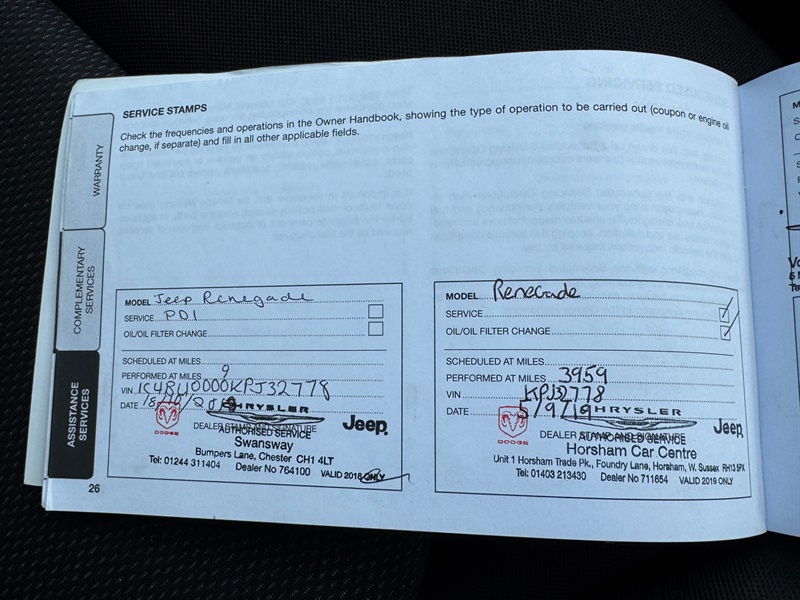 SERVICE STAMPS
Check the frequencies and operations in the Owner Handbook, showing the type of operation to be carried out (coupon or engine oil
change, if separate) and fill in all other applicable fields.
WARRANTY
COMPLEMENTARY
SERVICES
ASSISTANCE
SERVICES
MODEL Jeep Renegade
SERVICE PDI
OIL/OIL FILTER CHANGE
SCHEDULED AT MILES
PERFORMED AT MILES 9
VIN 1C4BU0000KPJ32778
DATE
CHRYSLER
DODGE
DEALER STAMP AND SIGNATURE
AUTHORISED SERVICE
Jeep
Swansway
Bumpers Lane, Chester CH1 4LT
Tel: 01244 311404 Dealer No 764100 VALID 2018 ONLY
26
MODEL Renegade
SERVICE
OIL/OIL FILTER CHANGE
SCHEDULED AT MILES
PERFORMED AT MILES 3959
VIN KPJ32778
DATE 5/9/19
CHRYSLER
DODGE
DEALER STAMP AND SIGNATURE
AUTHORISED SERVICE
Jeep
Horsham Car Centre
Unit 1 Horsham Trade Pk., Foundry Lane, Horsham, W. Sussex RH13 5PX
Tel: 01403 213430 Dealer No 711654 VALID 2019 ONLY